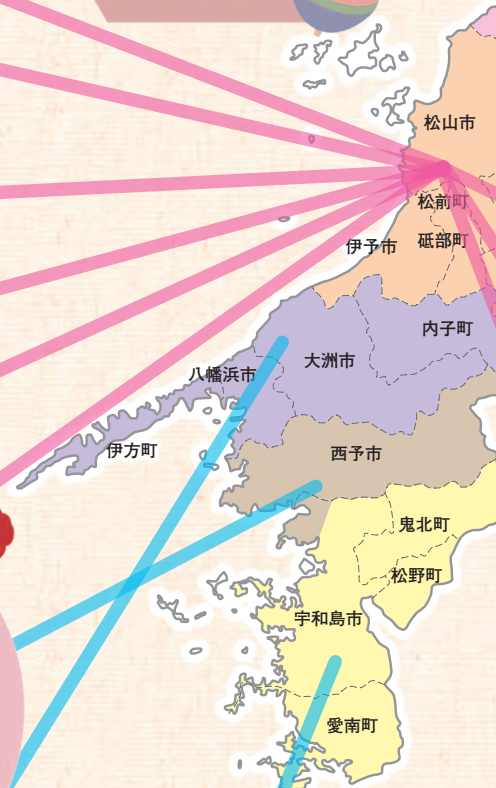 松山市
松前町
砥部町
伊予市
内子町
大洲市
八幡浜市
伊方町
西予市
鬼北町
松野町
宇和島市
愛南町